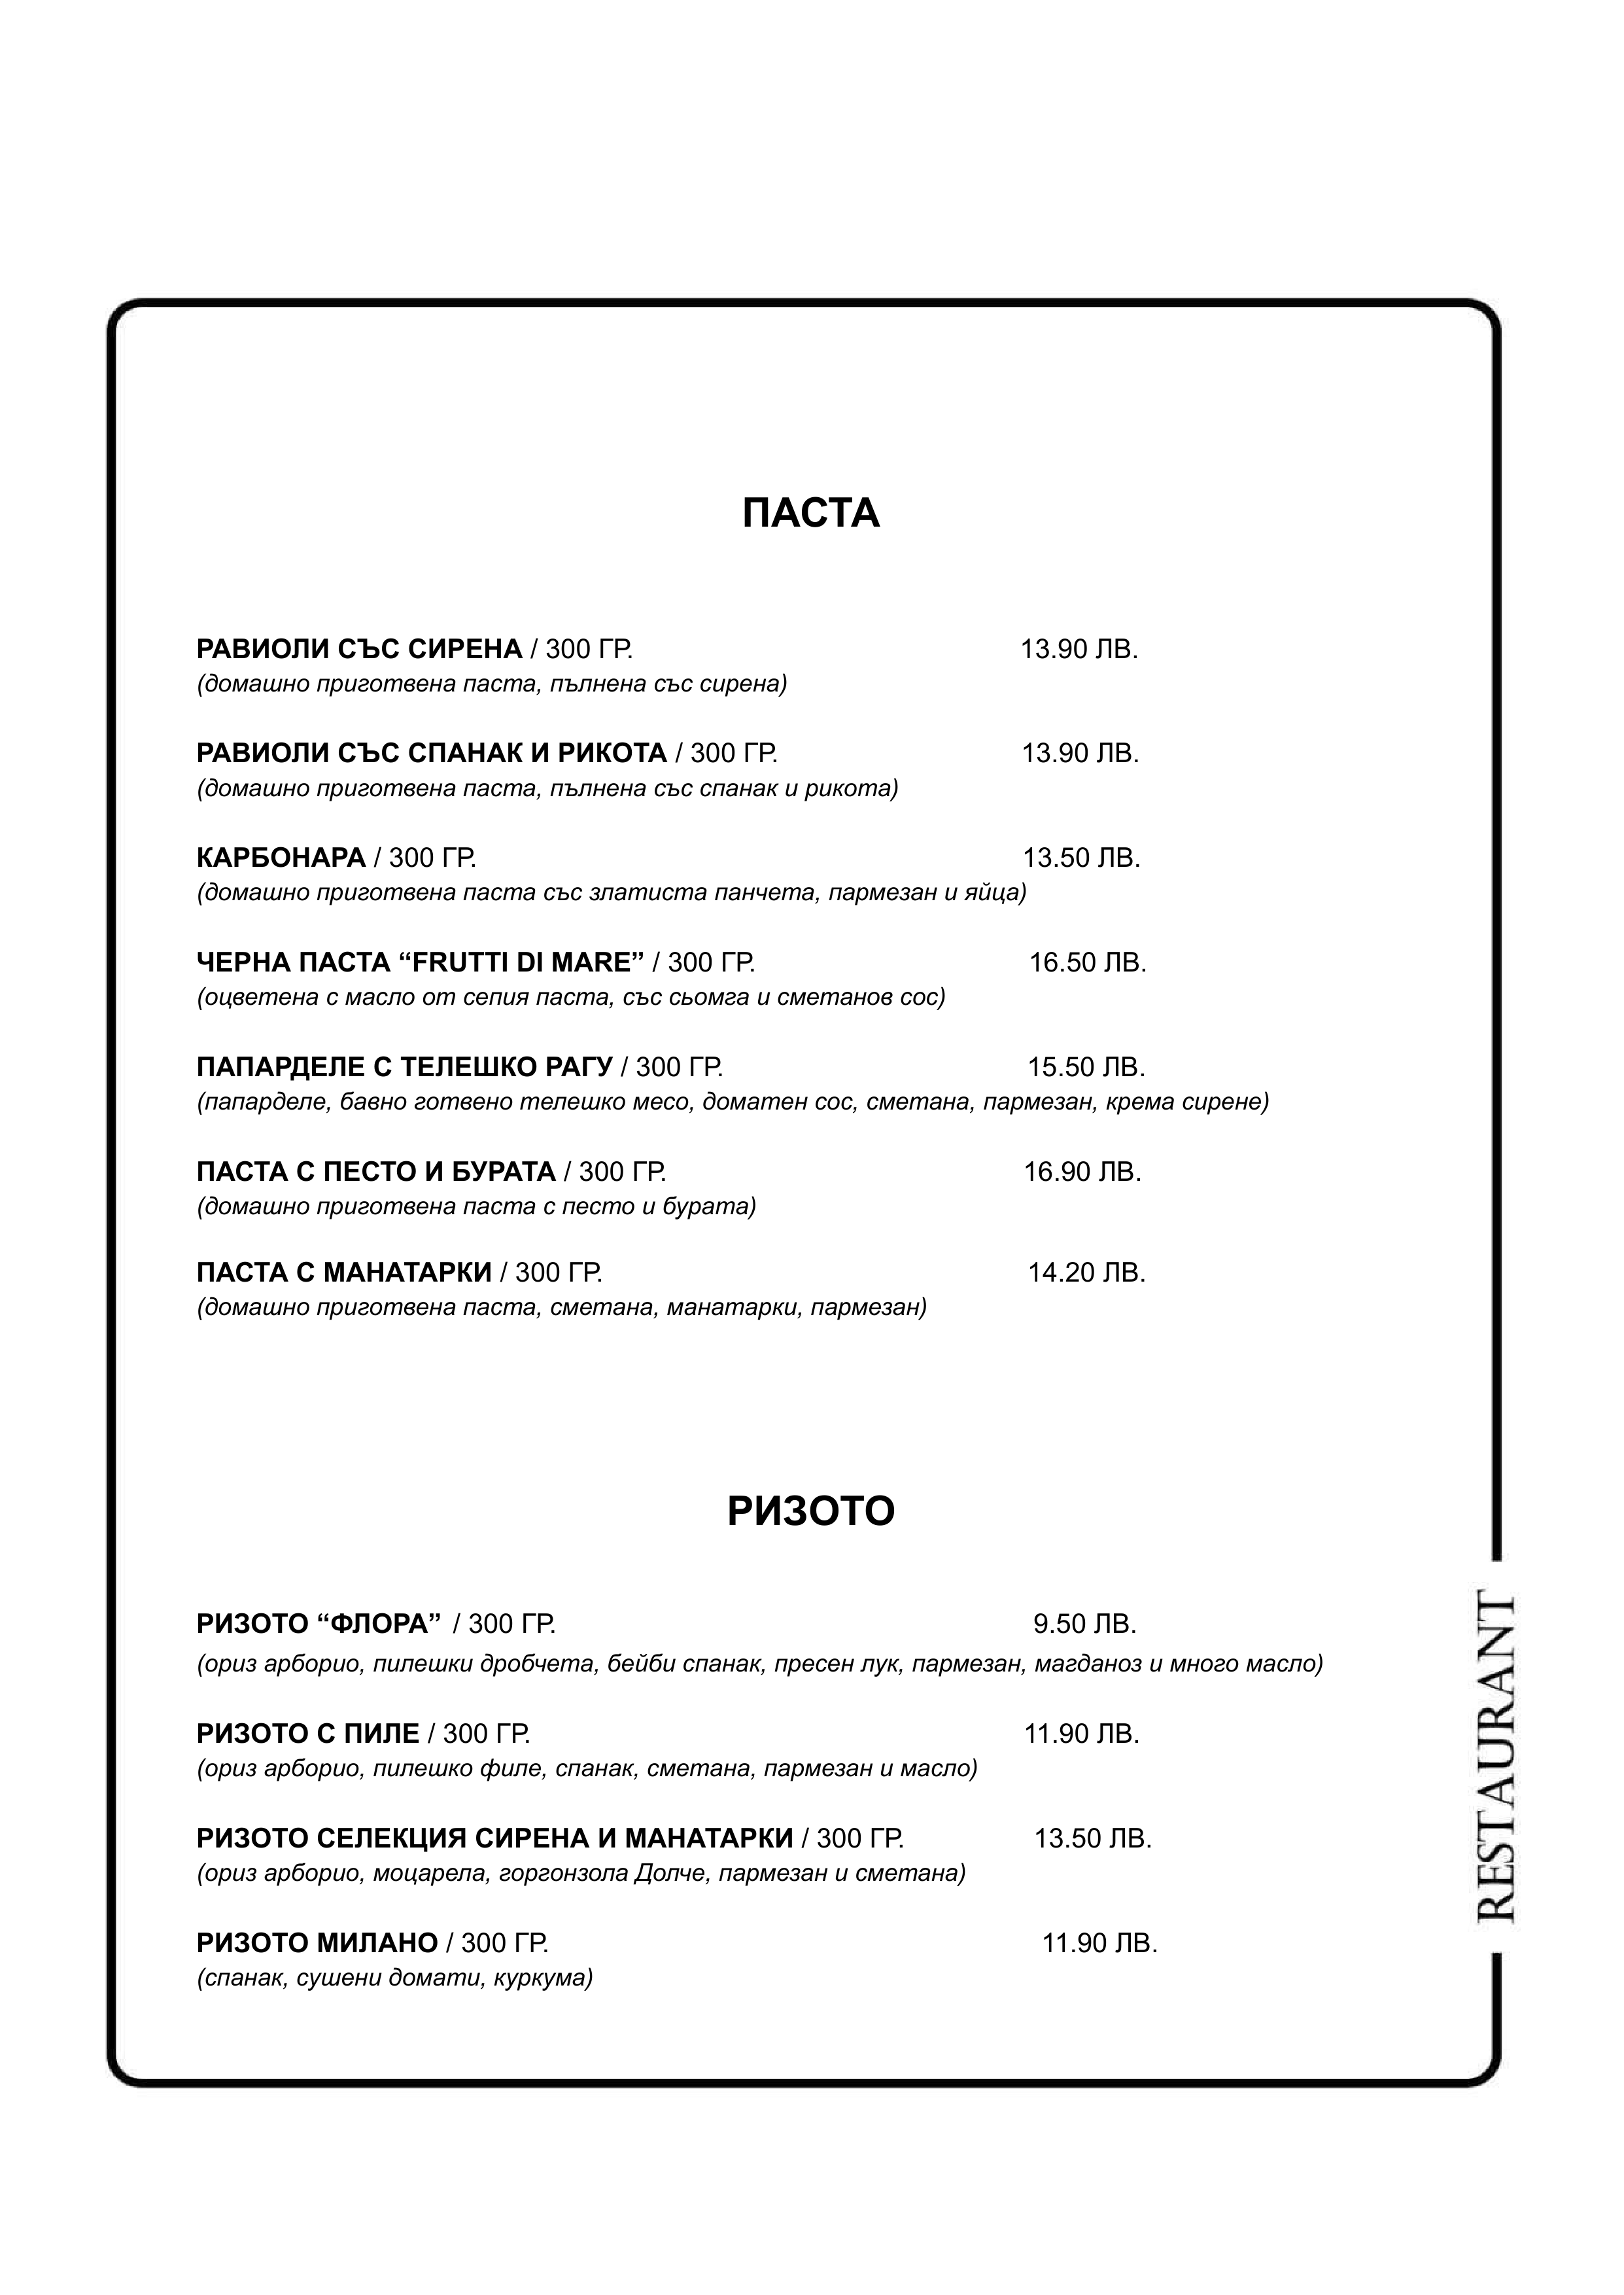 ПАСТА
РАВИОЛИ СЪС СИРЕНА / 300 ГР. 13.90 ЛВ.
(домашно приготвена паста, пълнена със сирена)
РАВИОЛИ СЪС СПАНАК И РИКОТА / 300 ГР. 13.90 ЛВ.
(домашно приготвена паста, пълнена със спанак и рикота)
КАРБОНАРА / 300 ГР. 13.50 ЛВ.
(домашно приготвена паста със златиста панчета, пармезан и яйца)
ЧЕРНА ПАСТА “FRUTTI DI MARE” / 300 ГР. 16.50 ЛВ.
(оцветена с масло от сепия паста, със сьомга и сметанов сос)
ПАПАРДЕЛЕ С ТЕЛЕШКО РАГУ / 300 ГР. 15.50 ЛВ.
(папарделе, бавно готвено телешко месо, доматен сос, сметана, пармезан, крема сирене)
ПАСТА С ПЕСТО И БУРАТА / 300 ГР. 16.90 ЛВ.
(домашно приготвена паста с песто и бурата)
ПАСТА С МАНАТАРКИ / 300 ГР. 14.20 ЛВ.
(домашно приготвена паста, сметана, манатарки, пармезан)
РИЗОТО
РИЗОТО “ФЛОРА” / 300 ГР. 9.50 ЛВ.
(ориз арборио, пилешки дробчета, бейби спанак, пресен лук, пармезан, магданоз и много масло)
РИЗОТО С ПИЛЕ / 300 ГР. 11.90 ЛВ.
(ориз арборио, пилешко филе, спанак, сметана, пармезан и масло)
РИЗОТО СЕЛЕКЦИЯ СИРЕНА И МАНАТАРКИ / 300 ГР. 13.50 ЛВ.
(ориз арборио, моцарела, горгонзола Долче, пармезан и сметана)
РИЗОТО МИЛАНО / 300 ГР. 11.90 ЛВ.
(спанак, сушени домати, куркума)
RESTAURANT